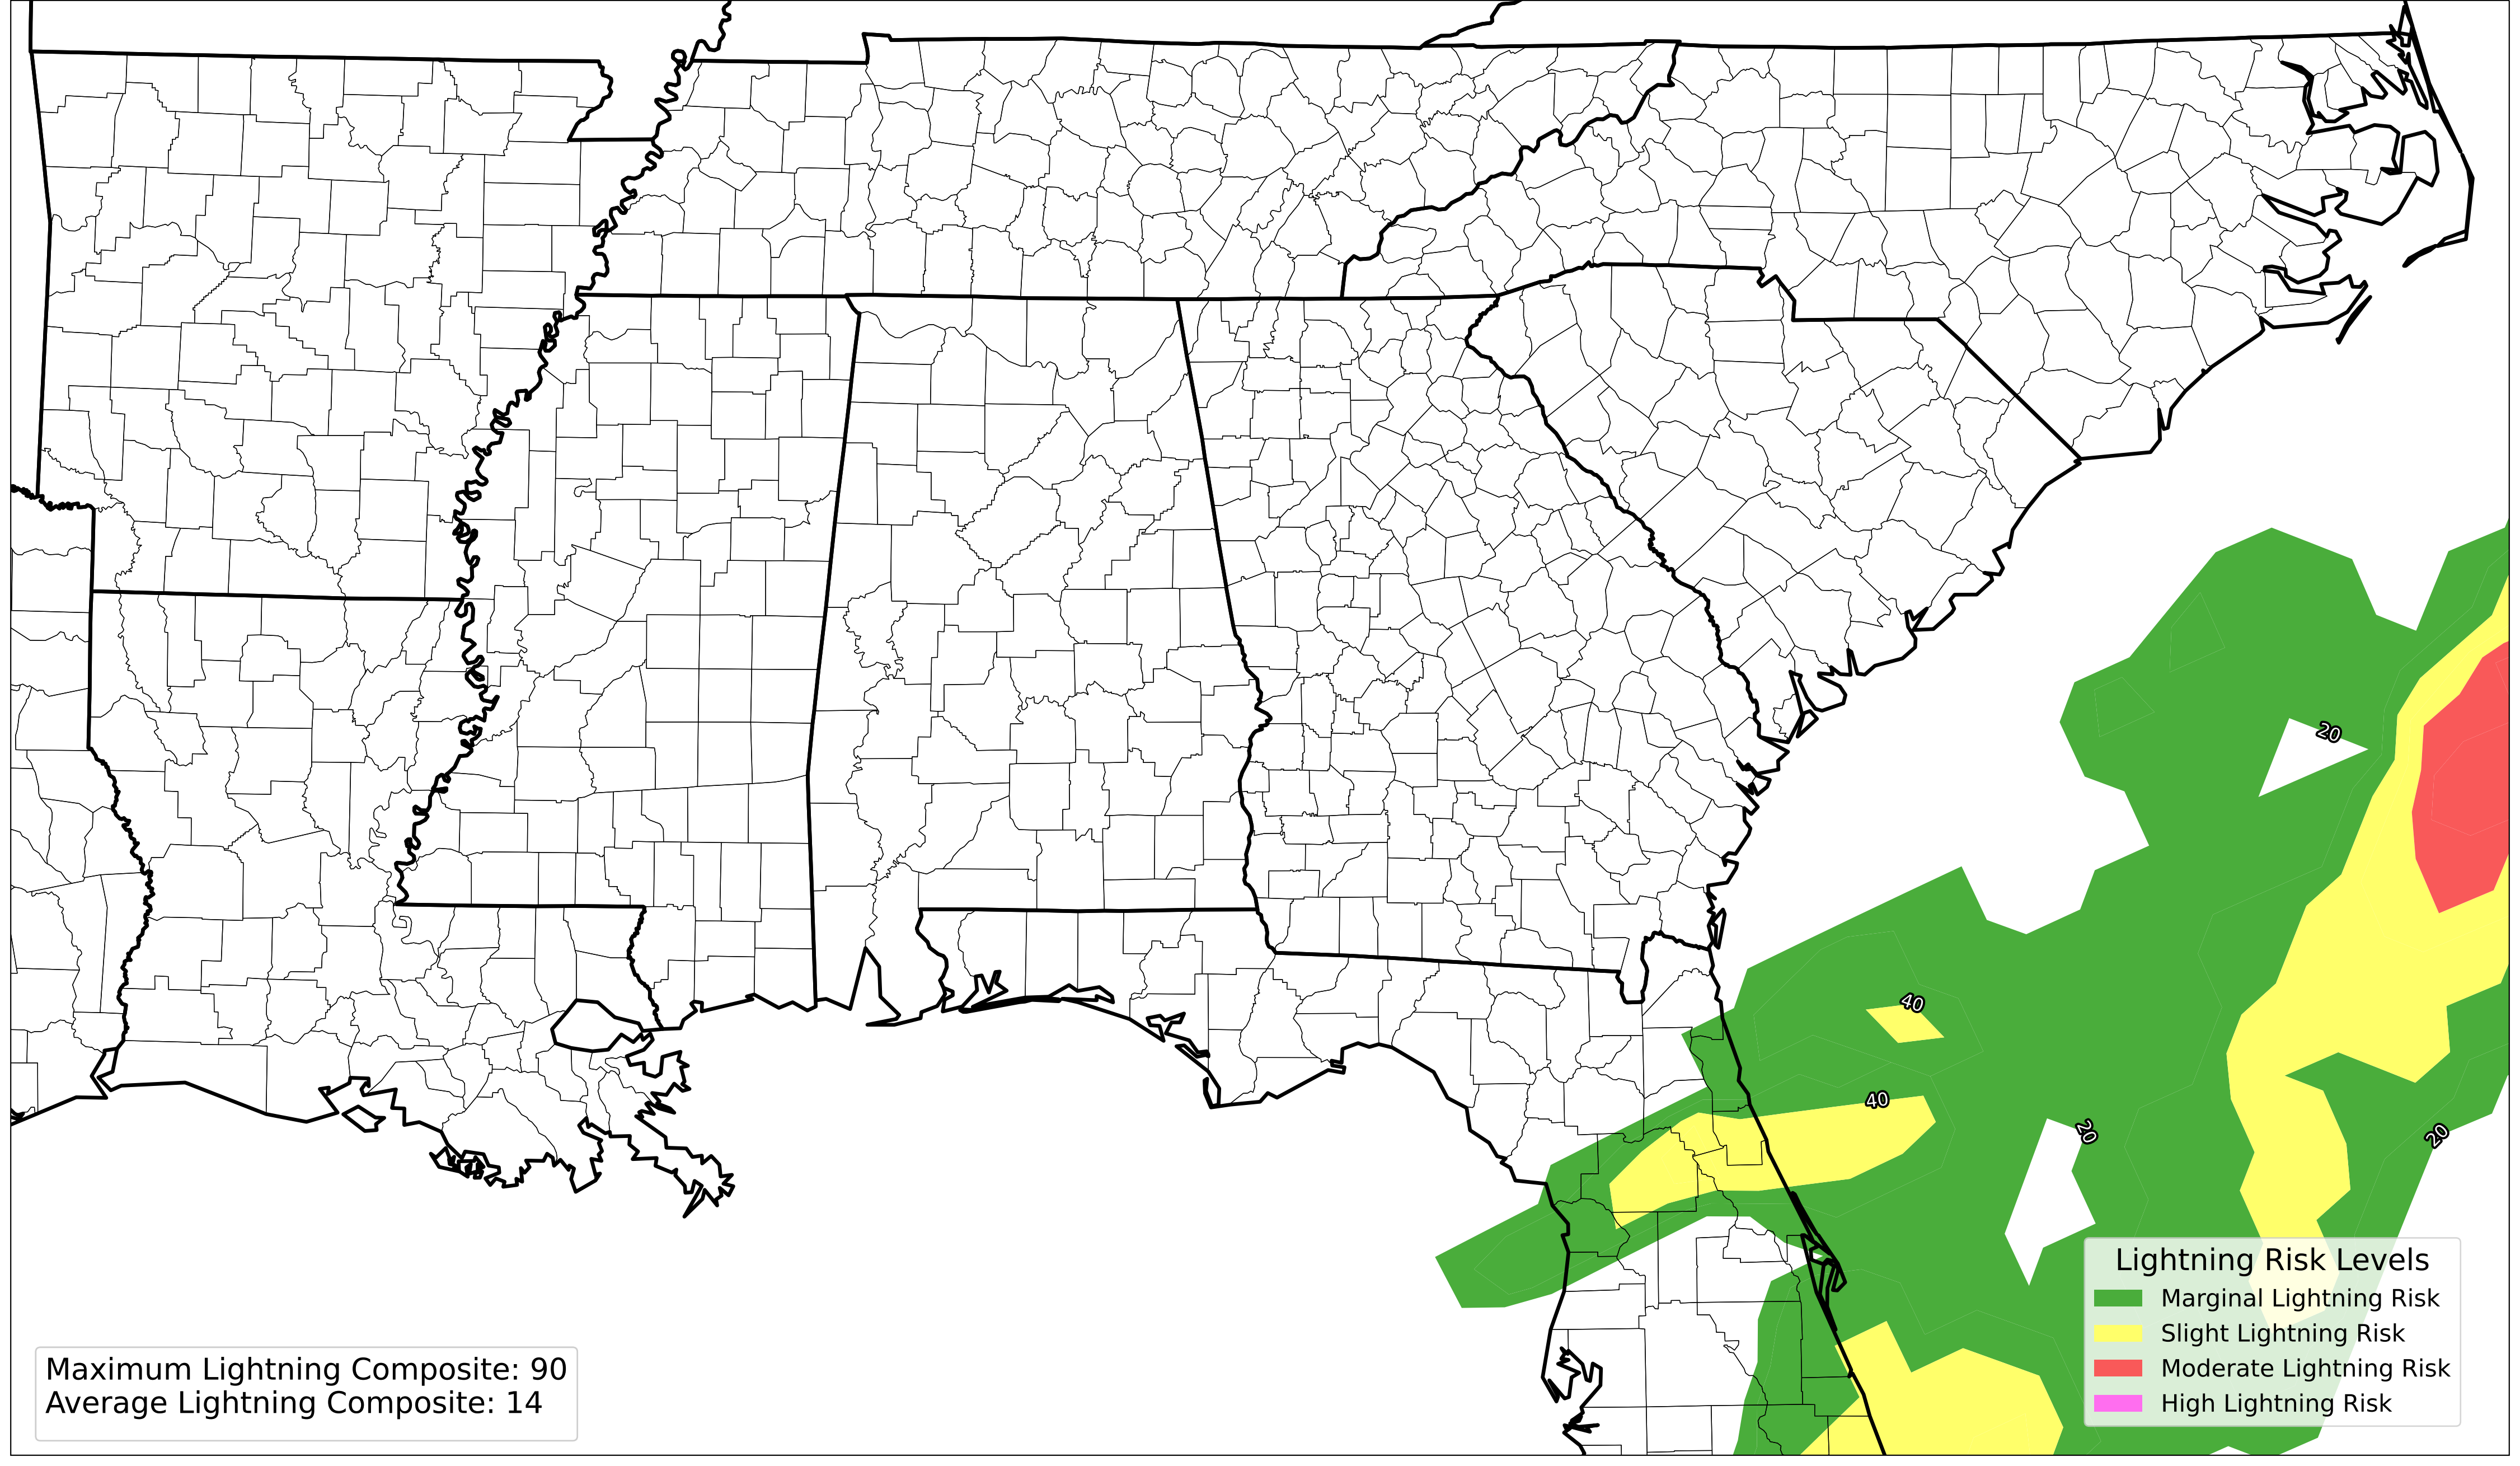 20
40
40
20
20
Lightning Risk Levels
Marginal Lightning Risk
Slight Lightning Risk
Moderate Lightning Risk
High Lightning Risk
Maximum Lightning Composite: 90
Average Lightning Composite: 14